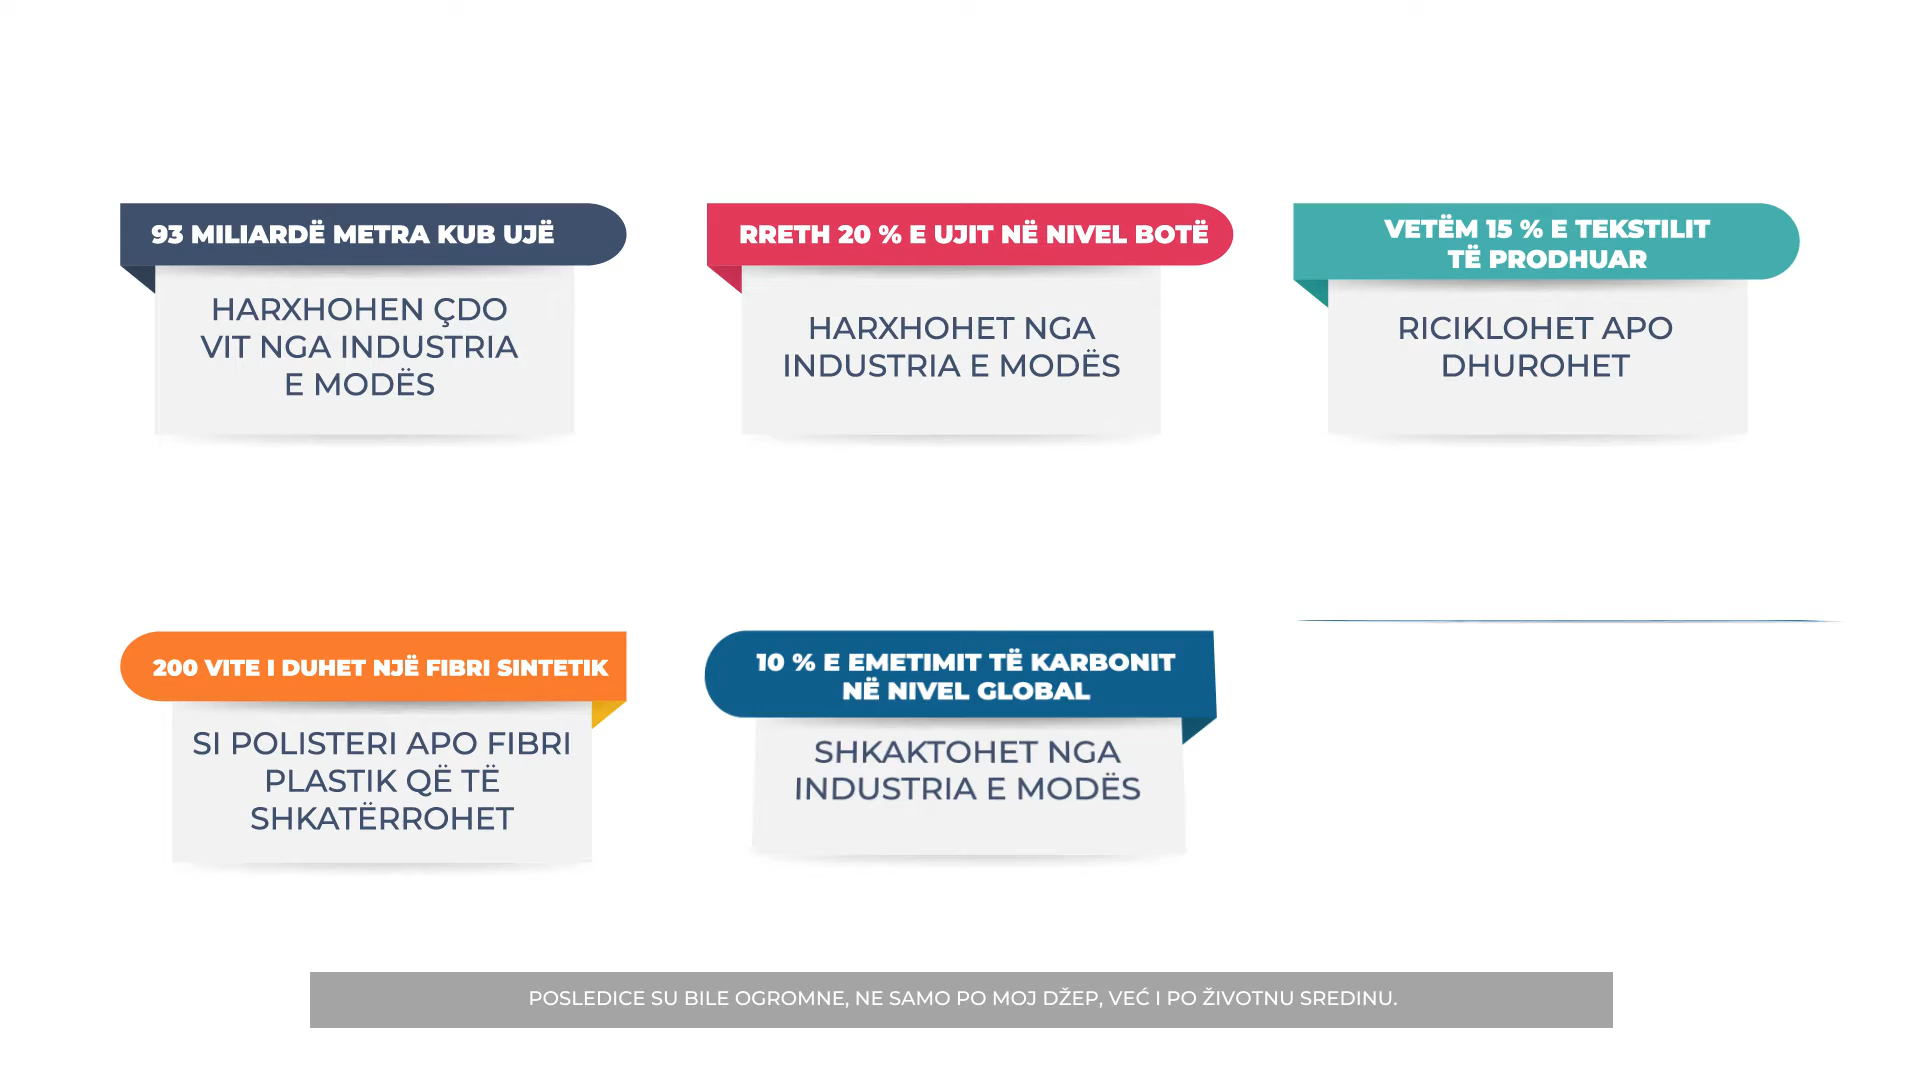 93 MILIARDË METRA KUB UJË
HARXHOHEN ÇDO
VIT NGA INDUSTRIA
E MODËS
RRETH 20 % E UJIT NË NIVEL BOTË
HARXHOHET NGA
INDUSTRIA E MODËS
VETËM 15 % E TEKSTILIT
TË PRODHUAR
RICIKLOHET APO
DHUROHET
200 VITE I DUHET NJË FIBRI SINTETIK
SI POLISTERI APO FIBRI
PLASTIK QË TË
SHKATËRROHET
10 % E EMETIMIT TË KARBONIT
NË NIVEL GLOBAL
SHKAKTOHET NGA
INDUSTRIA E MODËS
POSLEDICE SU BILE OGROMNE, NE SAMO PO MOJ DŽEP, VEĆ I PO ŽIVOTNU SREDINU.